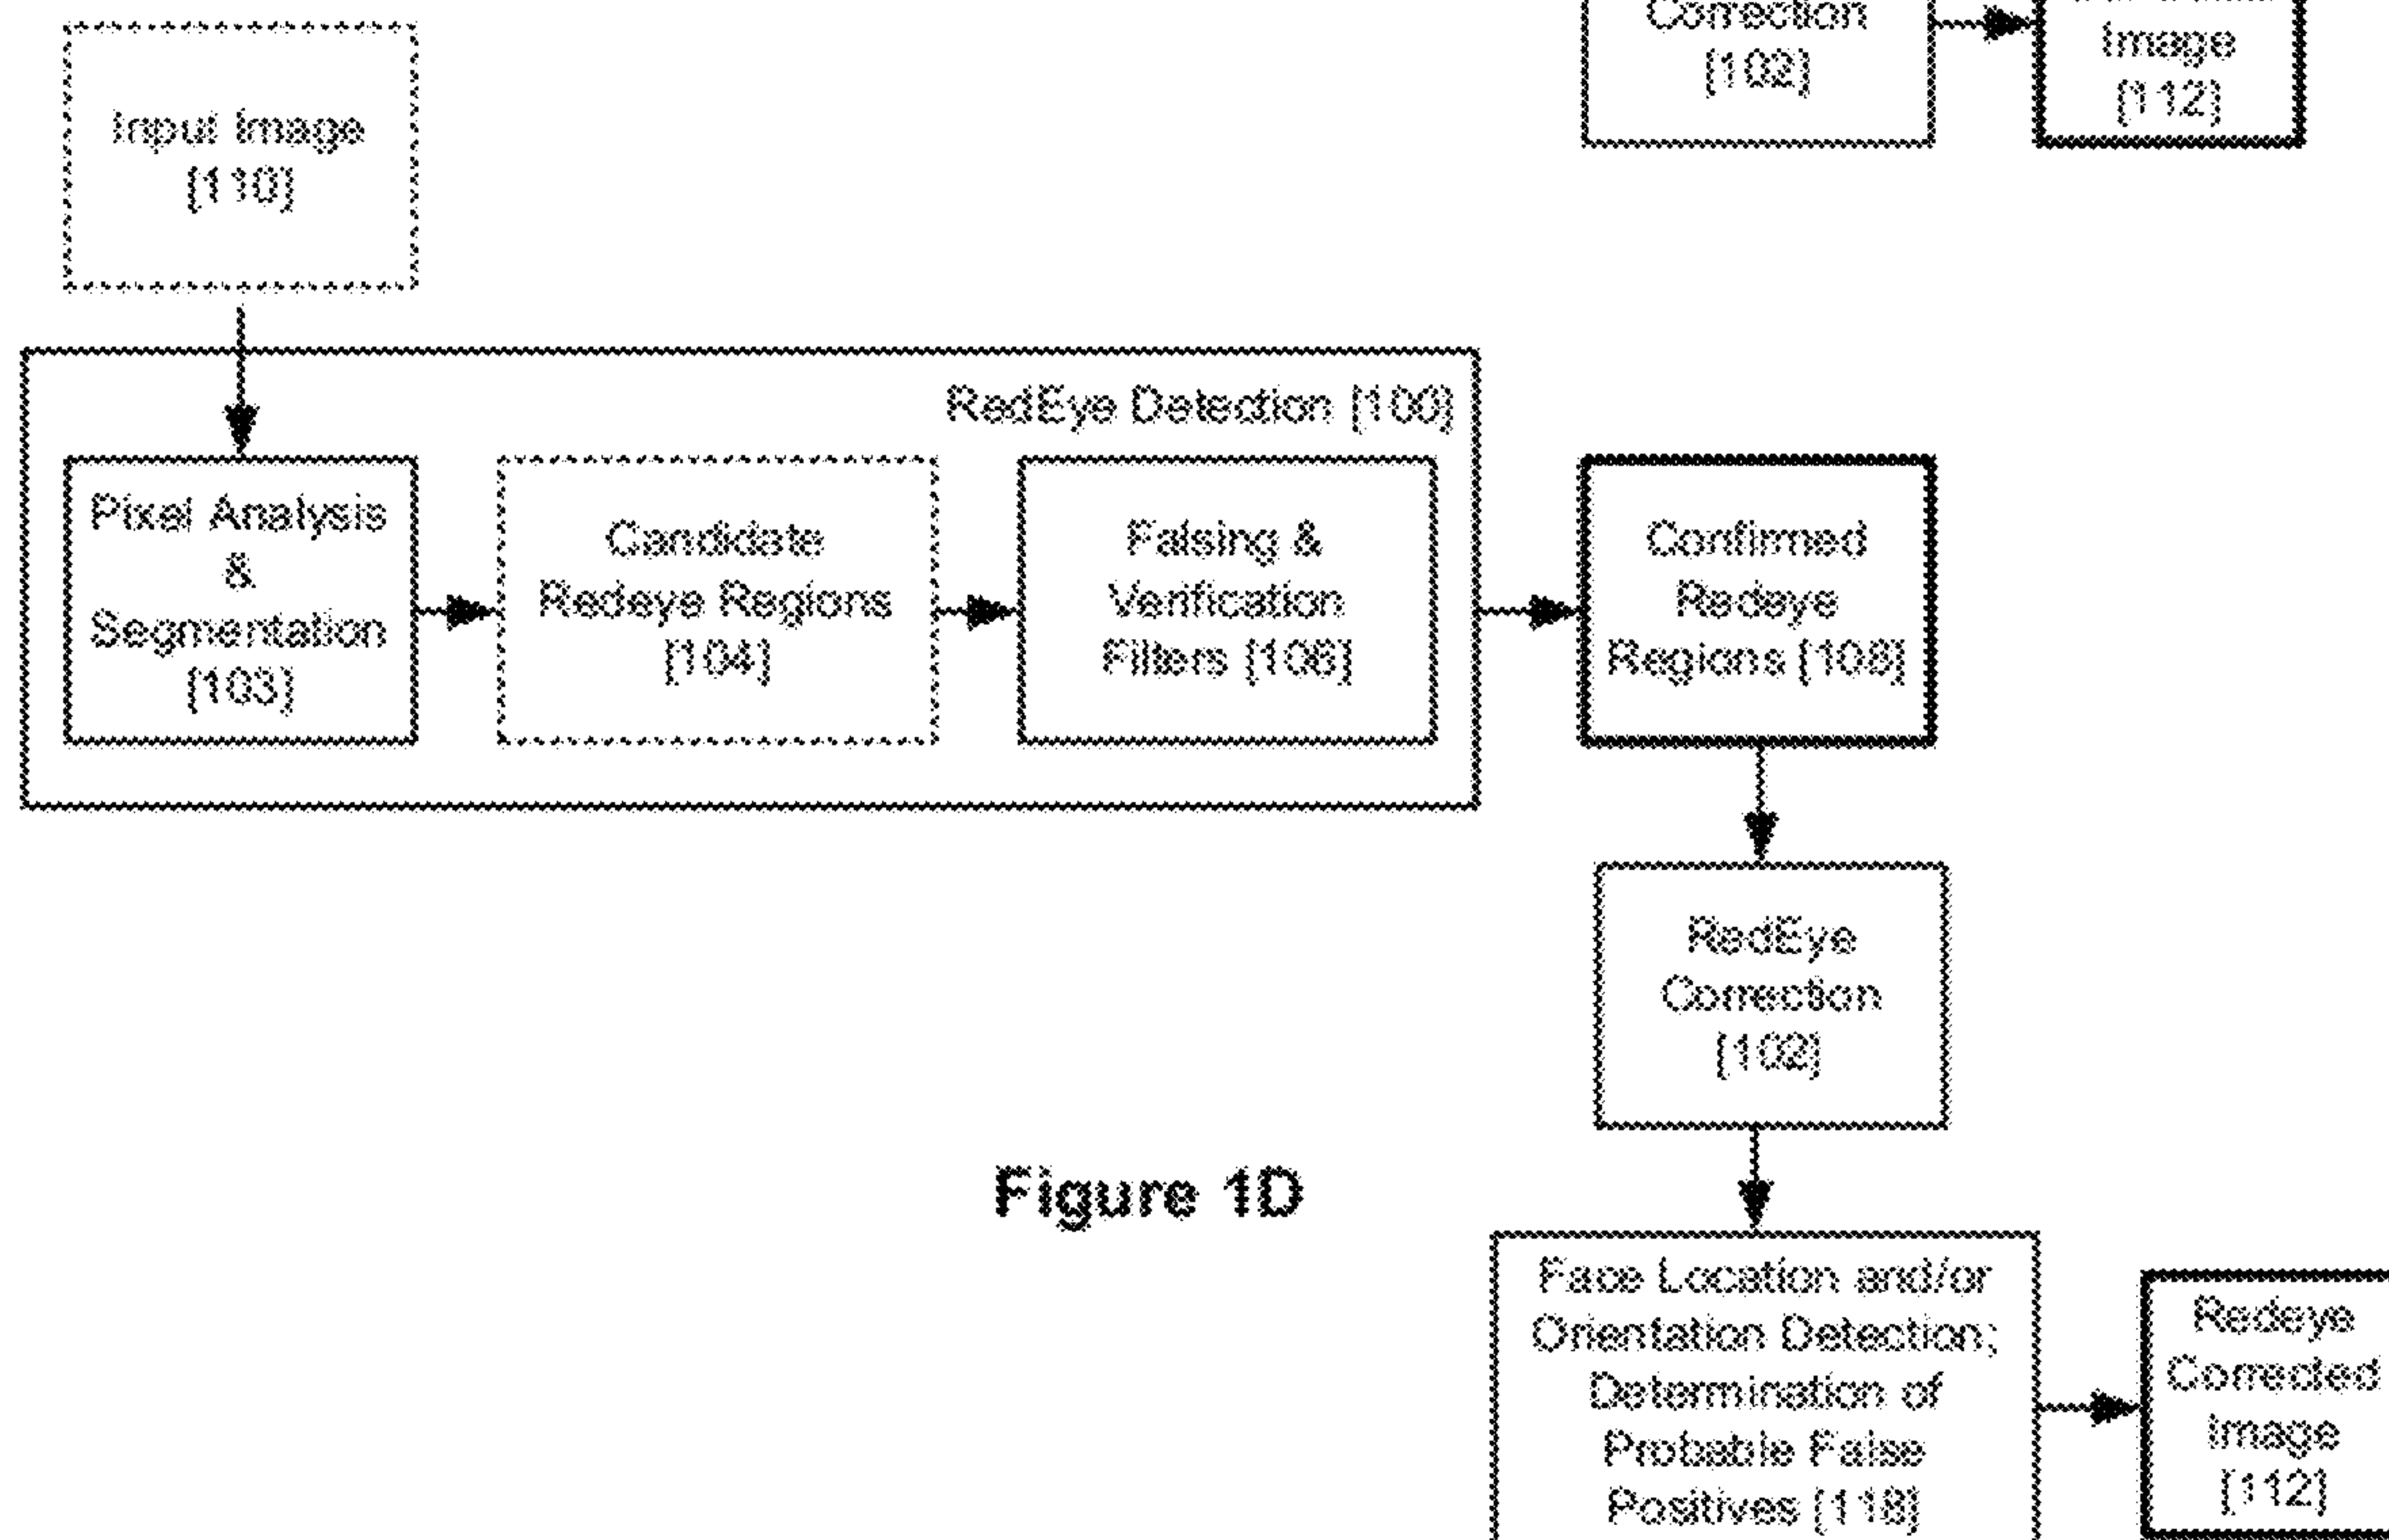 Correction
[102]
Image
[112]
Input Image
[110]
RedEye Detection [100]
Pixel Analysis
&
Segmentation
[103]
Candidate
Redeye Regions
[104]
Falsing &
Verification
Filters [106]
Confirmed
Redeye
Regions [108]
RedEye
Correction
[102]
Figure 1D
Face Location and/or
Orientation Detection;
Determination of
Probable False
Positives [118]
Redeye
Corrected
Image
[112]